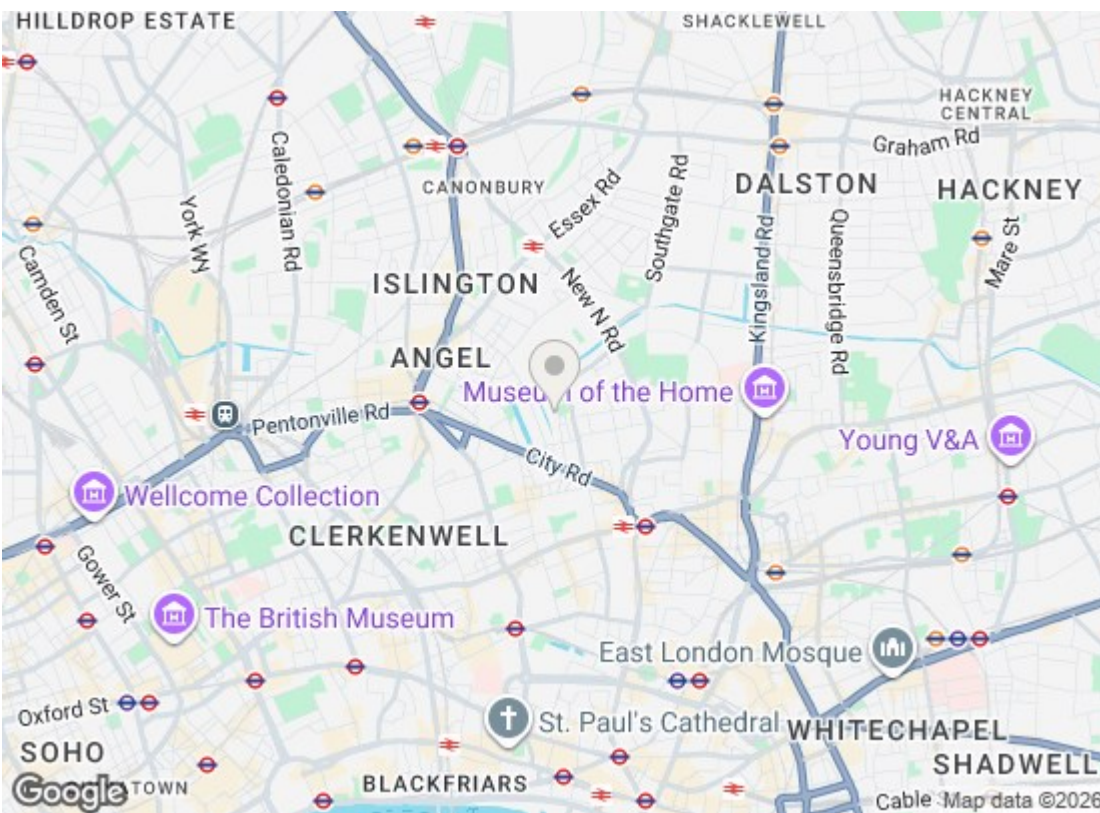 HILLDROP ESTATE
SHACKLEWELL
HACKNEY
CENTRAL
Graham Rd
Caledonian Rd
CANONBURY
Essex Rd
Southgate Rd
DALSTON
HACKNEY
York Wy
Camden St
ISLINGTON
New N Rd
Kingsland Rd
Queensbridge Rd
Mare St
ANGEL
Museum of the Home
Pentonville Rd
City Rd
Young V&A
Wellcome Collection
CLERKENWELL
Gower St
The British Museum
East London Mosque
Oxford St
St. Paul's Cathedral
WHITECHAPEL
SOHO
SHADWELL
BLACKFRIARS
TOWN
Google
Cable
Map data ©2026